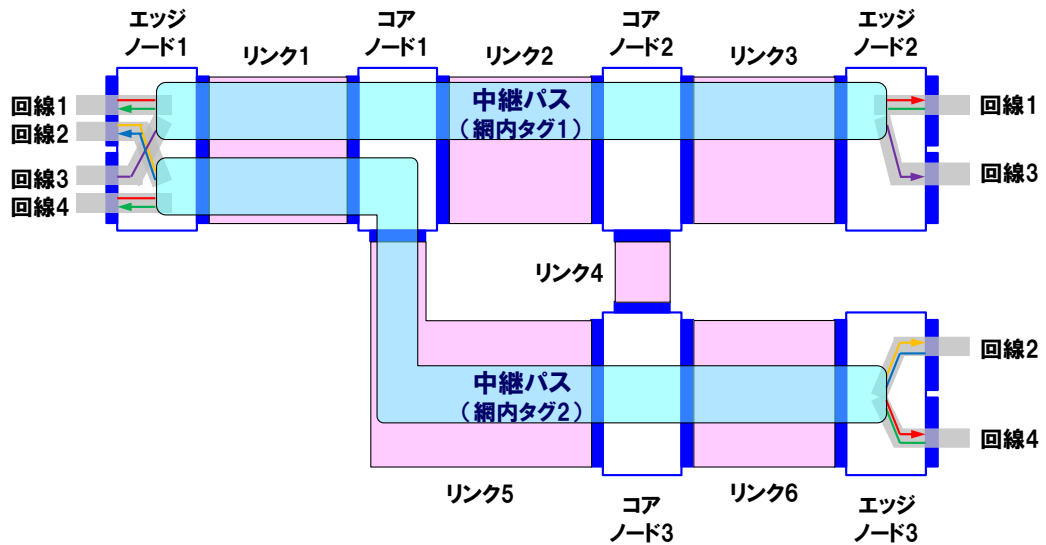 エッジ
ノード1
リンク1
コア
ノード1
リンク2
コア
ノード2
リンク3
エッジ
ノード2
回線1
回線2
回線3
回線4
中継パス
（網内タグ1）
回線1
回線3
リンク4
中継パス
（網内タグ2）
回線2
回線4
リンク5
コア
ノード3
リンク6
エッジ
ノード3